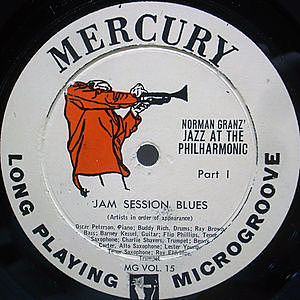 MERCURY
NORMAN GRANZ'
JAZZ AT THE
PHILHARMONIC
Part I
JAM SESSION BLUES
(Artists in order of appearance)
Oscar Peterson, Piano; Buddy Rich, Drums; Ray Brown,
Bass; Barney Kessel, Guitar; Flip Phillips, Tenor
Saxophone; Charlie Shavers, Trumpet; Benny
Carter, Alto Saxophone; Lester Young,
Tenor Saxophone; Roy Eldridge,
Trumpet
MG VOL. 15
LONG PLAYING MICROGROOVE